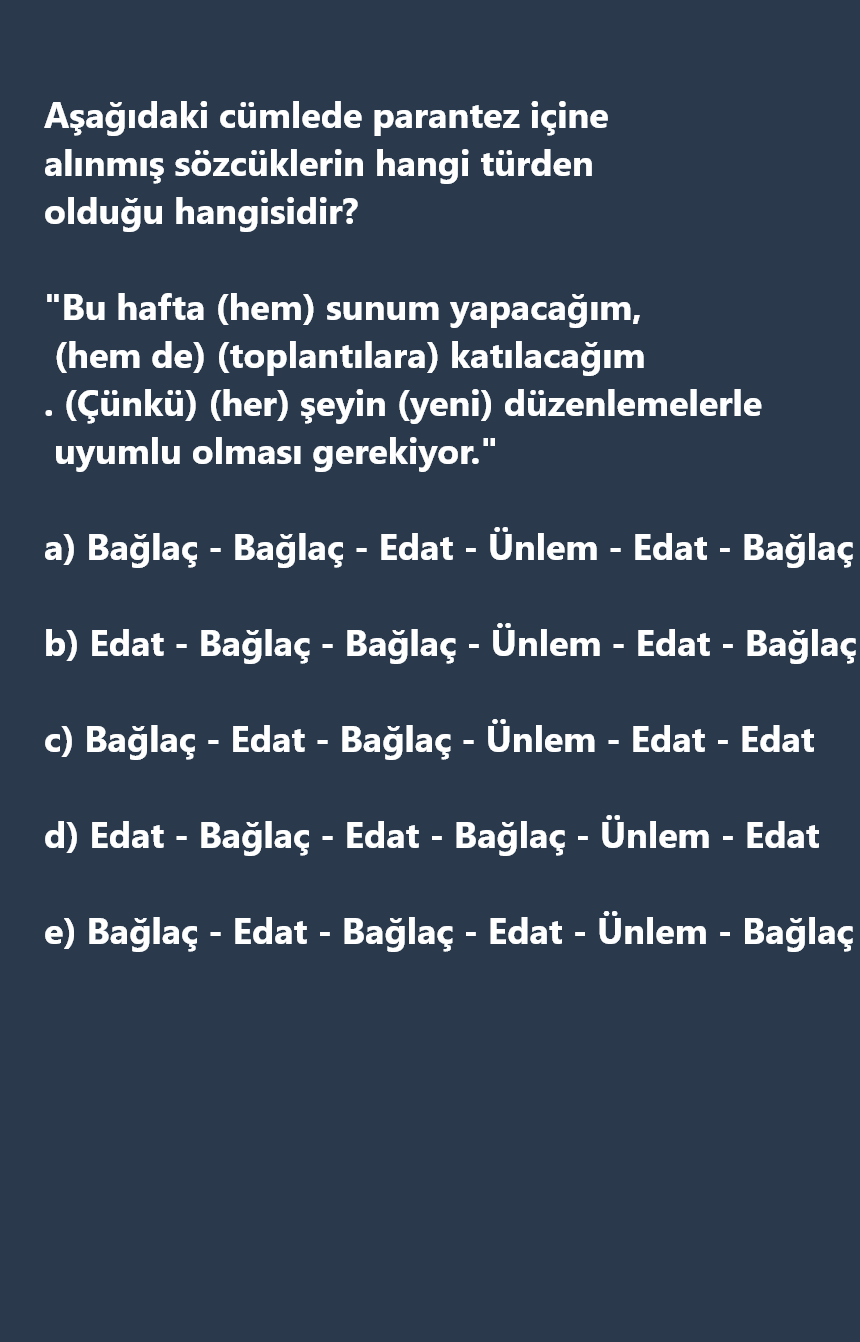 Aşağıdaki cümlede parantez içine
alınmış sözcüklerin hangi türden
olduğu hangisidir?
"Bu hafta (hem) sunum yapacağım,
(hem de) (toplantılara) katılacağım
. (Çünkü) (her) şeyin (yeni) düzenlemelerle
uyumlu olması gerekiyor."
a) Bağlaç - Bağlaç - Edat - Ünlem - Edat - Bağlaç
b) Edat - Bağlaç - Bağlaç - Ünlem - Edat - Bağlaç
c) Bağlaç - Edat - Bağlaç - Ünlem - Edat - Edat
d) Edat - Bağlaç - Edat - Bağlaç - Ünlem - Edat
e) Bağlaç - Edat - Bağlaç - Edat - Ünlem - Bağlaç